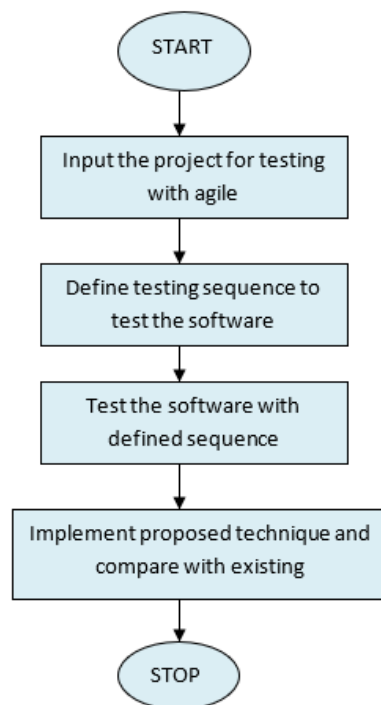 START
Input the project for testing
with agile
Define testing sequence to
test the software
Test the software with
defined sequence
Implement proposed technique and
compare with existing
STOP